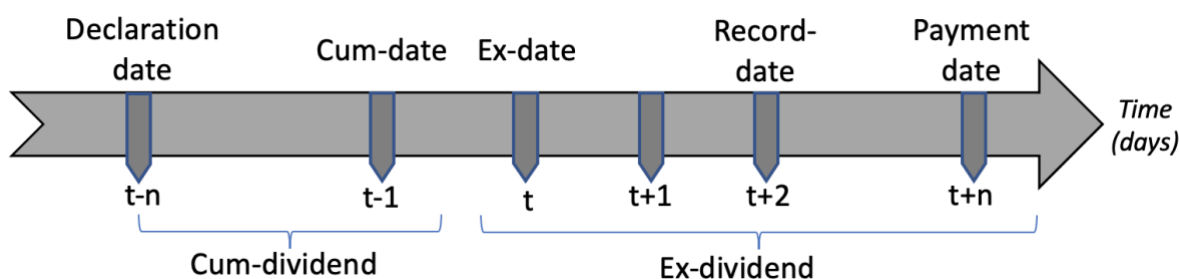 Declaration
date
Cum-date
Ex-date
Record-
date
Payment
date
Time
(days)
t-n
t-1
t
t+1
t+2
t+n
Cum-dividend
Ex-dividend